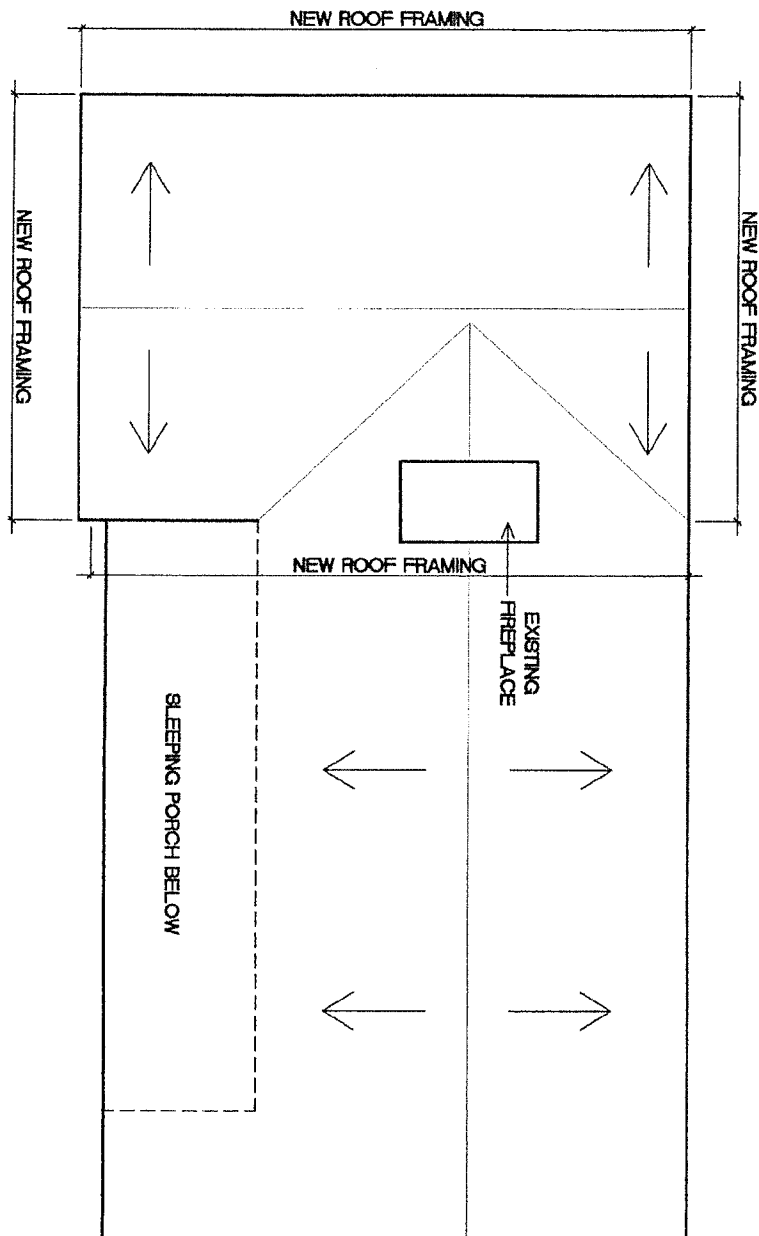 NEW ROOF FRAMING
NEW ROOF FRAMING
NEW ROOF FRAMING
NEW ROOF FRAMING
EXISTING
FIREPLACE
SLEEPING PORCH BELOW